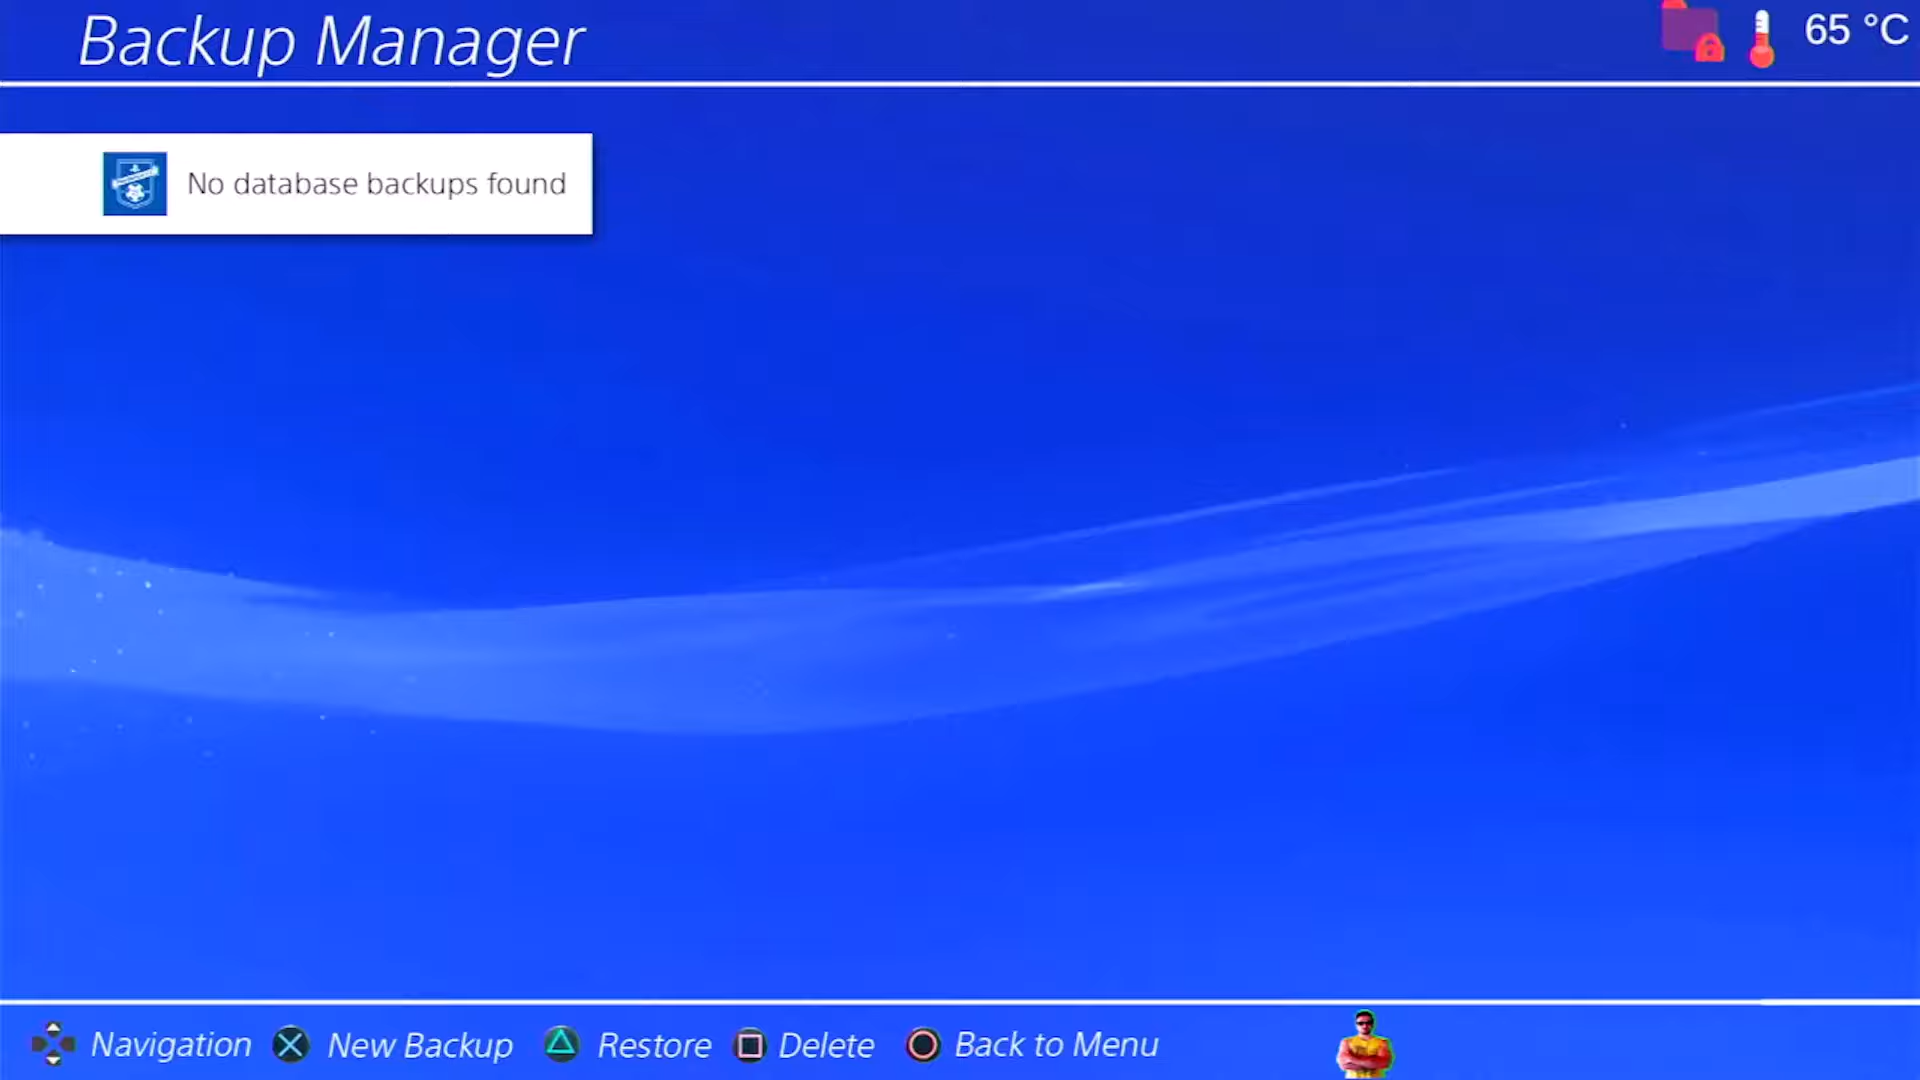 Backup Manager
65 °C
No database backups found
Navigation New Backup Restore Delete Back to Menu